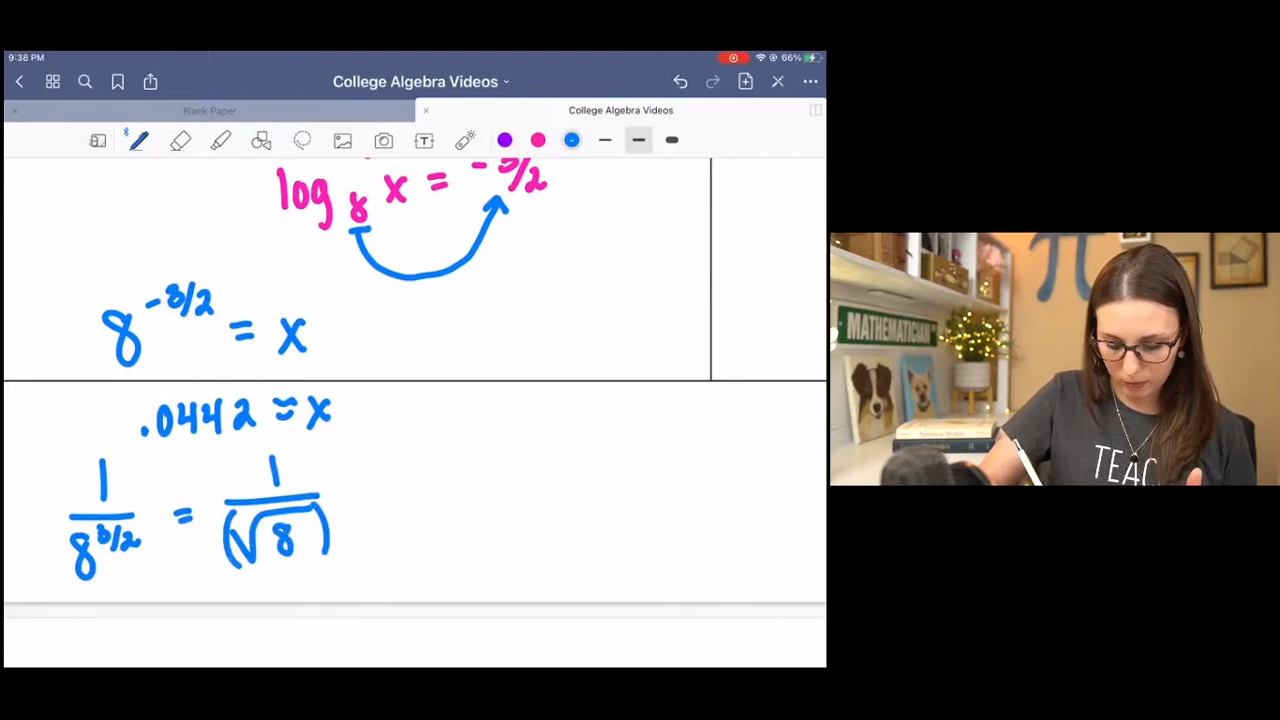 9:38 PM
66%
College Algebra Videos
Blank Paper
College Algebra Videos
log₈ x = -3/2
8^(-3/2) = x
.0442 ≈ x
1/8^(3/2) = 1/(√8)
MATHEMATICIAN
TEAC